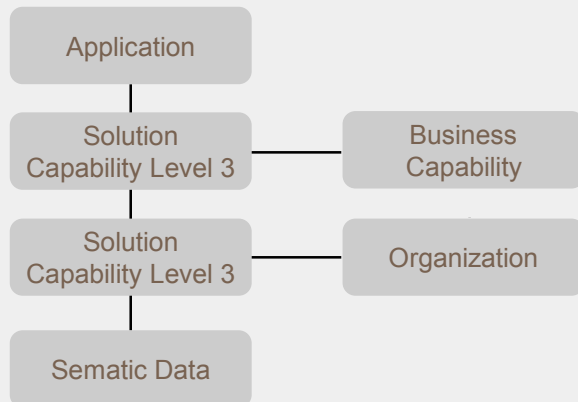 Application
Solution
Capability Level 3
Business
Capability
Solution
Capability Level 3
Organization
Sematic Data